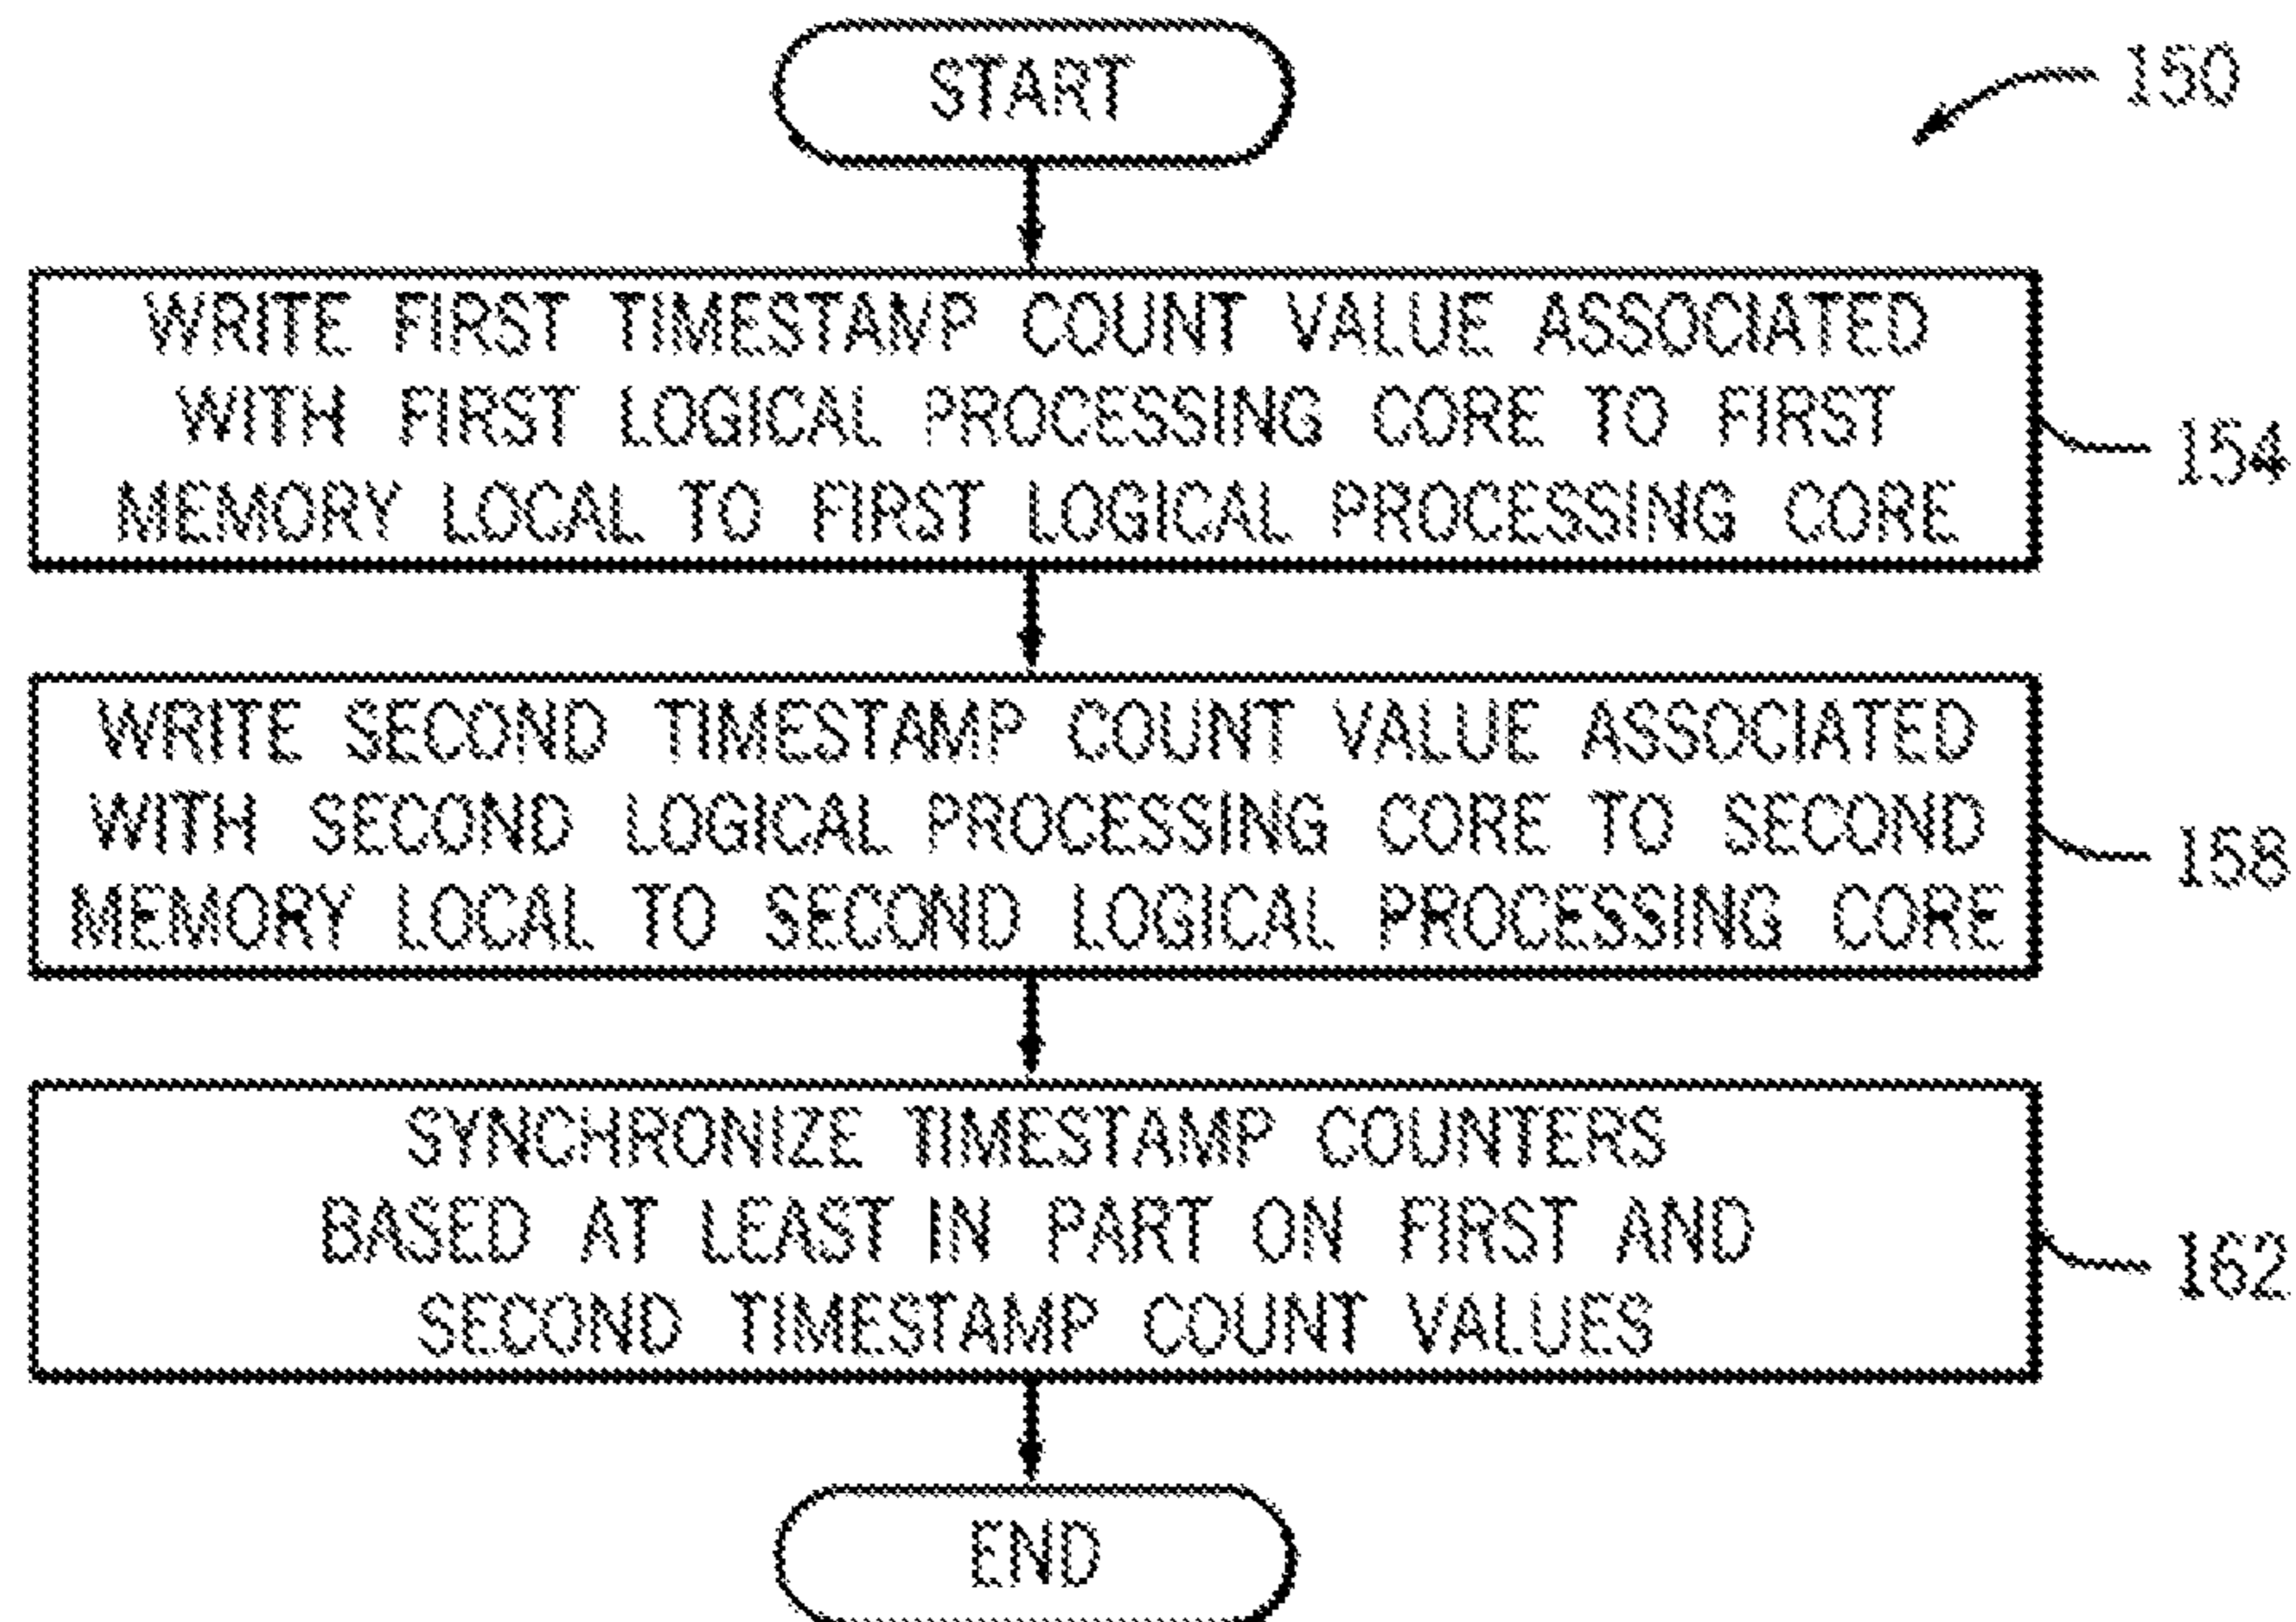 START
150
WRITE FIRST TIMESTAMP COUNT VALUE ASSOCIATED
WITH FIRST LOGICAL PROCESSING CORE TO FIRST
MEMORY LOCAL TO FIRST LOGICAL PROCESSING CORE
154
WRITE SECOND TIMESTAMP COUNT VALUE ASSOCIATED
WITH SECOND LOGICAL PROCESSING CORE TO SECOND
MEMORY LOCAL TO SECOND LOGICAL PROCESSING CORE
158
SYNCHRONIZE TIMESTAMP COUNTERS
BASED AT LEAST IN PART ON FIRST AND
SECOND TIMESTAMP COUNT VALUES
162
END